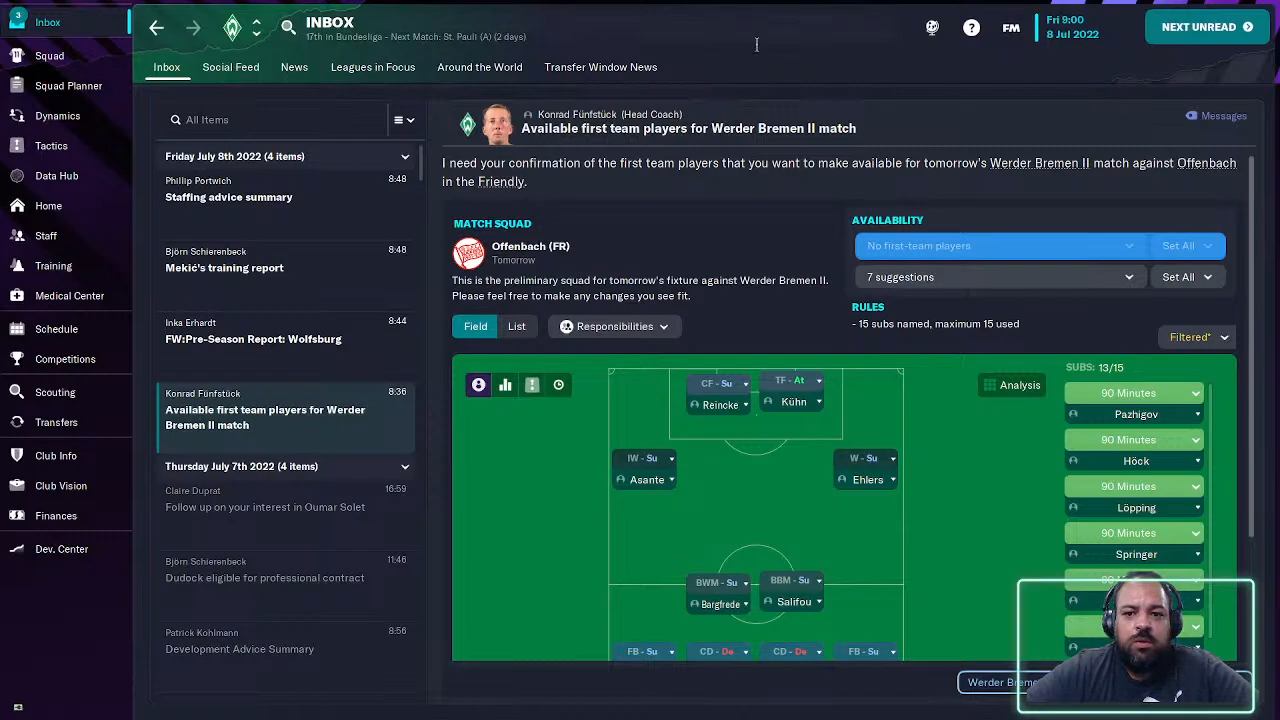 3
Inbox
Squad
Squad Planner
Dynamics
Tactics
Data Hub
Home
Staff
Training
Medical Center
Schedule
Competitions
Scouting
Transfers
Club Info
Club Vision
Finances
Dev. Center
INBOX
17th in Bundesliga - Next Match: St. Pauli (A) (2 days)
FM
Fri 9:00
8 Jul 2022
NEXT UNREAD
Inbox
Social Feed
News
Leagues in Focus
Around the World
Transfer Window News
All Items
Friday July 8th 2022 (4 items)
Phillip Portwich 8:48
Staffing advice summary
Björn Schierenbeck 8:48
Mekic's training report
Inka Erhardt 8:44
FW:Pre-Season Report: Wolfsburg
Konrad Fünfstück 8:36
Available first team players for Werder
Bremen II match
Thursday July 7th 2022 (4 items)
Claire Duprat 16:59
Follow up on your interest in Oumar Solet
Björn Schierenbeck 11:46
Dudock eligible for professional contract
Patrick Kohlmann 8:56
Development Advice Summary
Konrad Fünfstück (Head Coach)
Available first team players for Werder Bremen II match
Messages
I need your confirmation of the first team players that you want to make available for tomorrow's Werder Bremen II match against Offenbach
in the Friendly.
MATCH SQUAD
Offenbach (FR)
Tomorrow
This is the preliminary squad for tomorrow's fixture against Werder Bremen II.
Please feel free to make any changes you see fit.
AVAILABILITY
No first-team players Set All
7 suggestions Set All
RULES
- 15 subs named, maximum 15 used
Field
List
Responsibilities
Filtered*
Analysis
CF - Su
Reincke
TF - At
Kühn
IW - Su
Asante
W - Su
Ehlers
BWM - Su
Bargfrede
BBM - Su
Salifou
FB - Su
CD - De
CD - De
FB - Su
SUBS: 13/15
90 Minutes
Pazhigov
90 Minutes
Höck
90 Minutes
Löpping
90 Minutes
Springer
Werder Breme